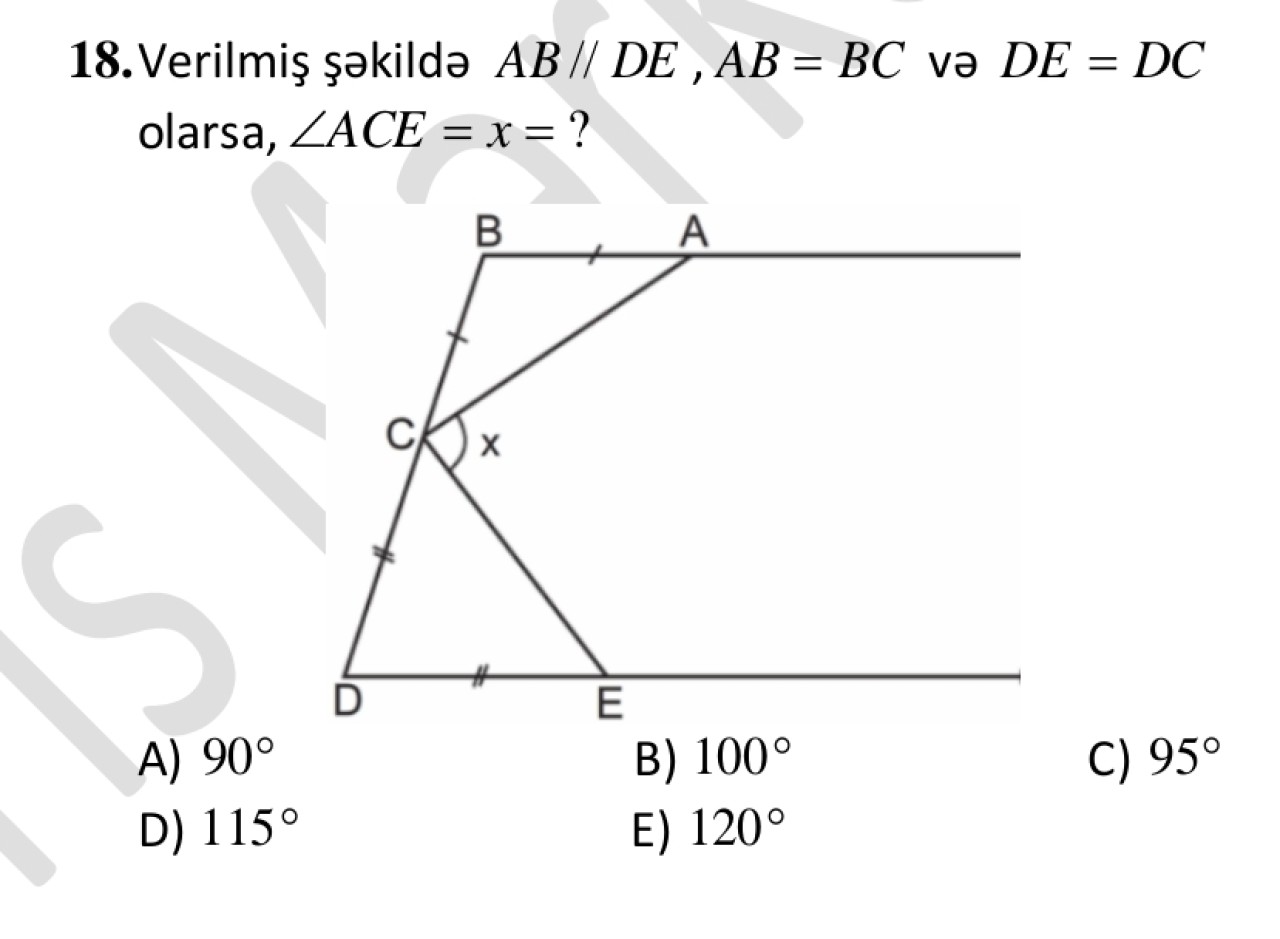 18. Verilmiş şəkildə AB // DE , AB = BC və DE = DC
olarsa, ∠ACE = x = ?
B A
C x
D E
A) 90° B) 100° C) 95°
D) 115° E) 120°